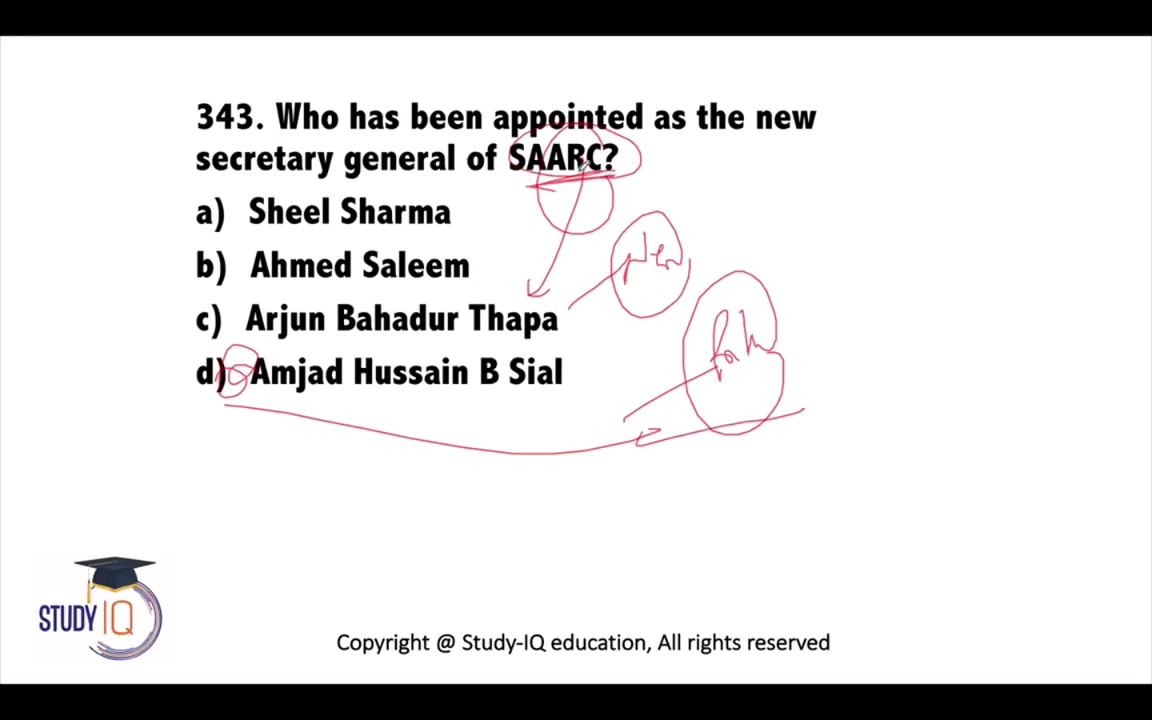 343. Who has been appointed as the new
secretary general of SAARC?
a) Sheel Sharma
b) Ahmed Saleem
c) Arjun Bahadur Thapa
d) Amjad Hussain B Sial
STUDY IQ
Copyright @ Study-IQ education, All rights reserved